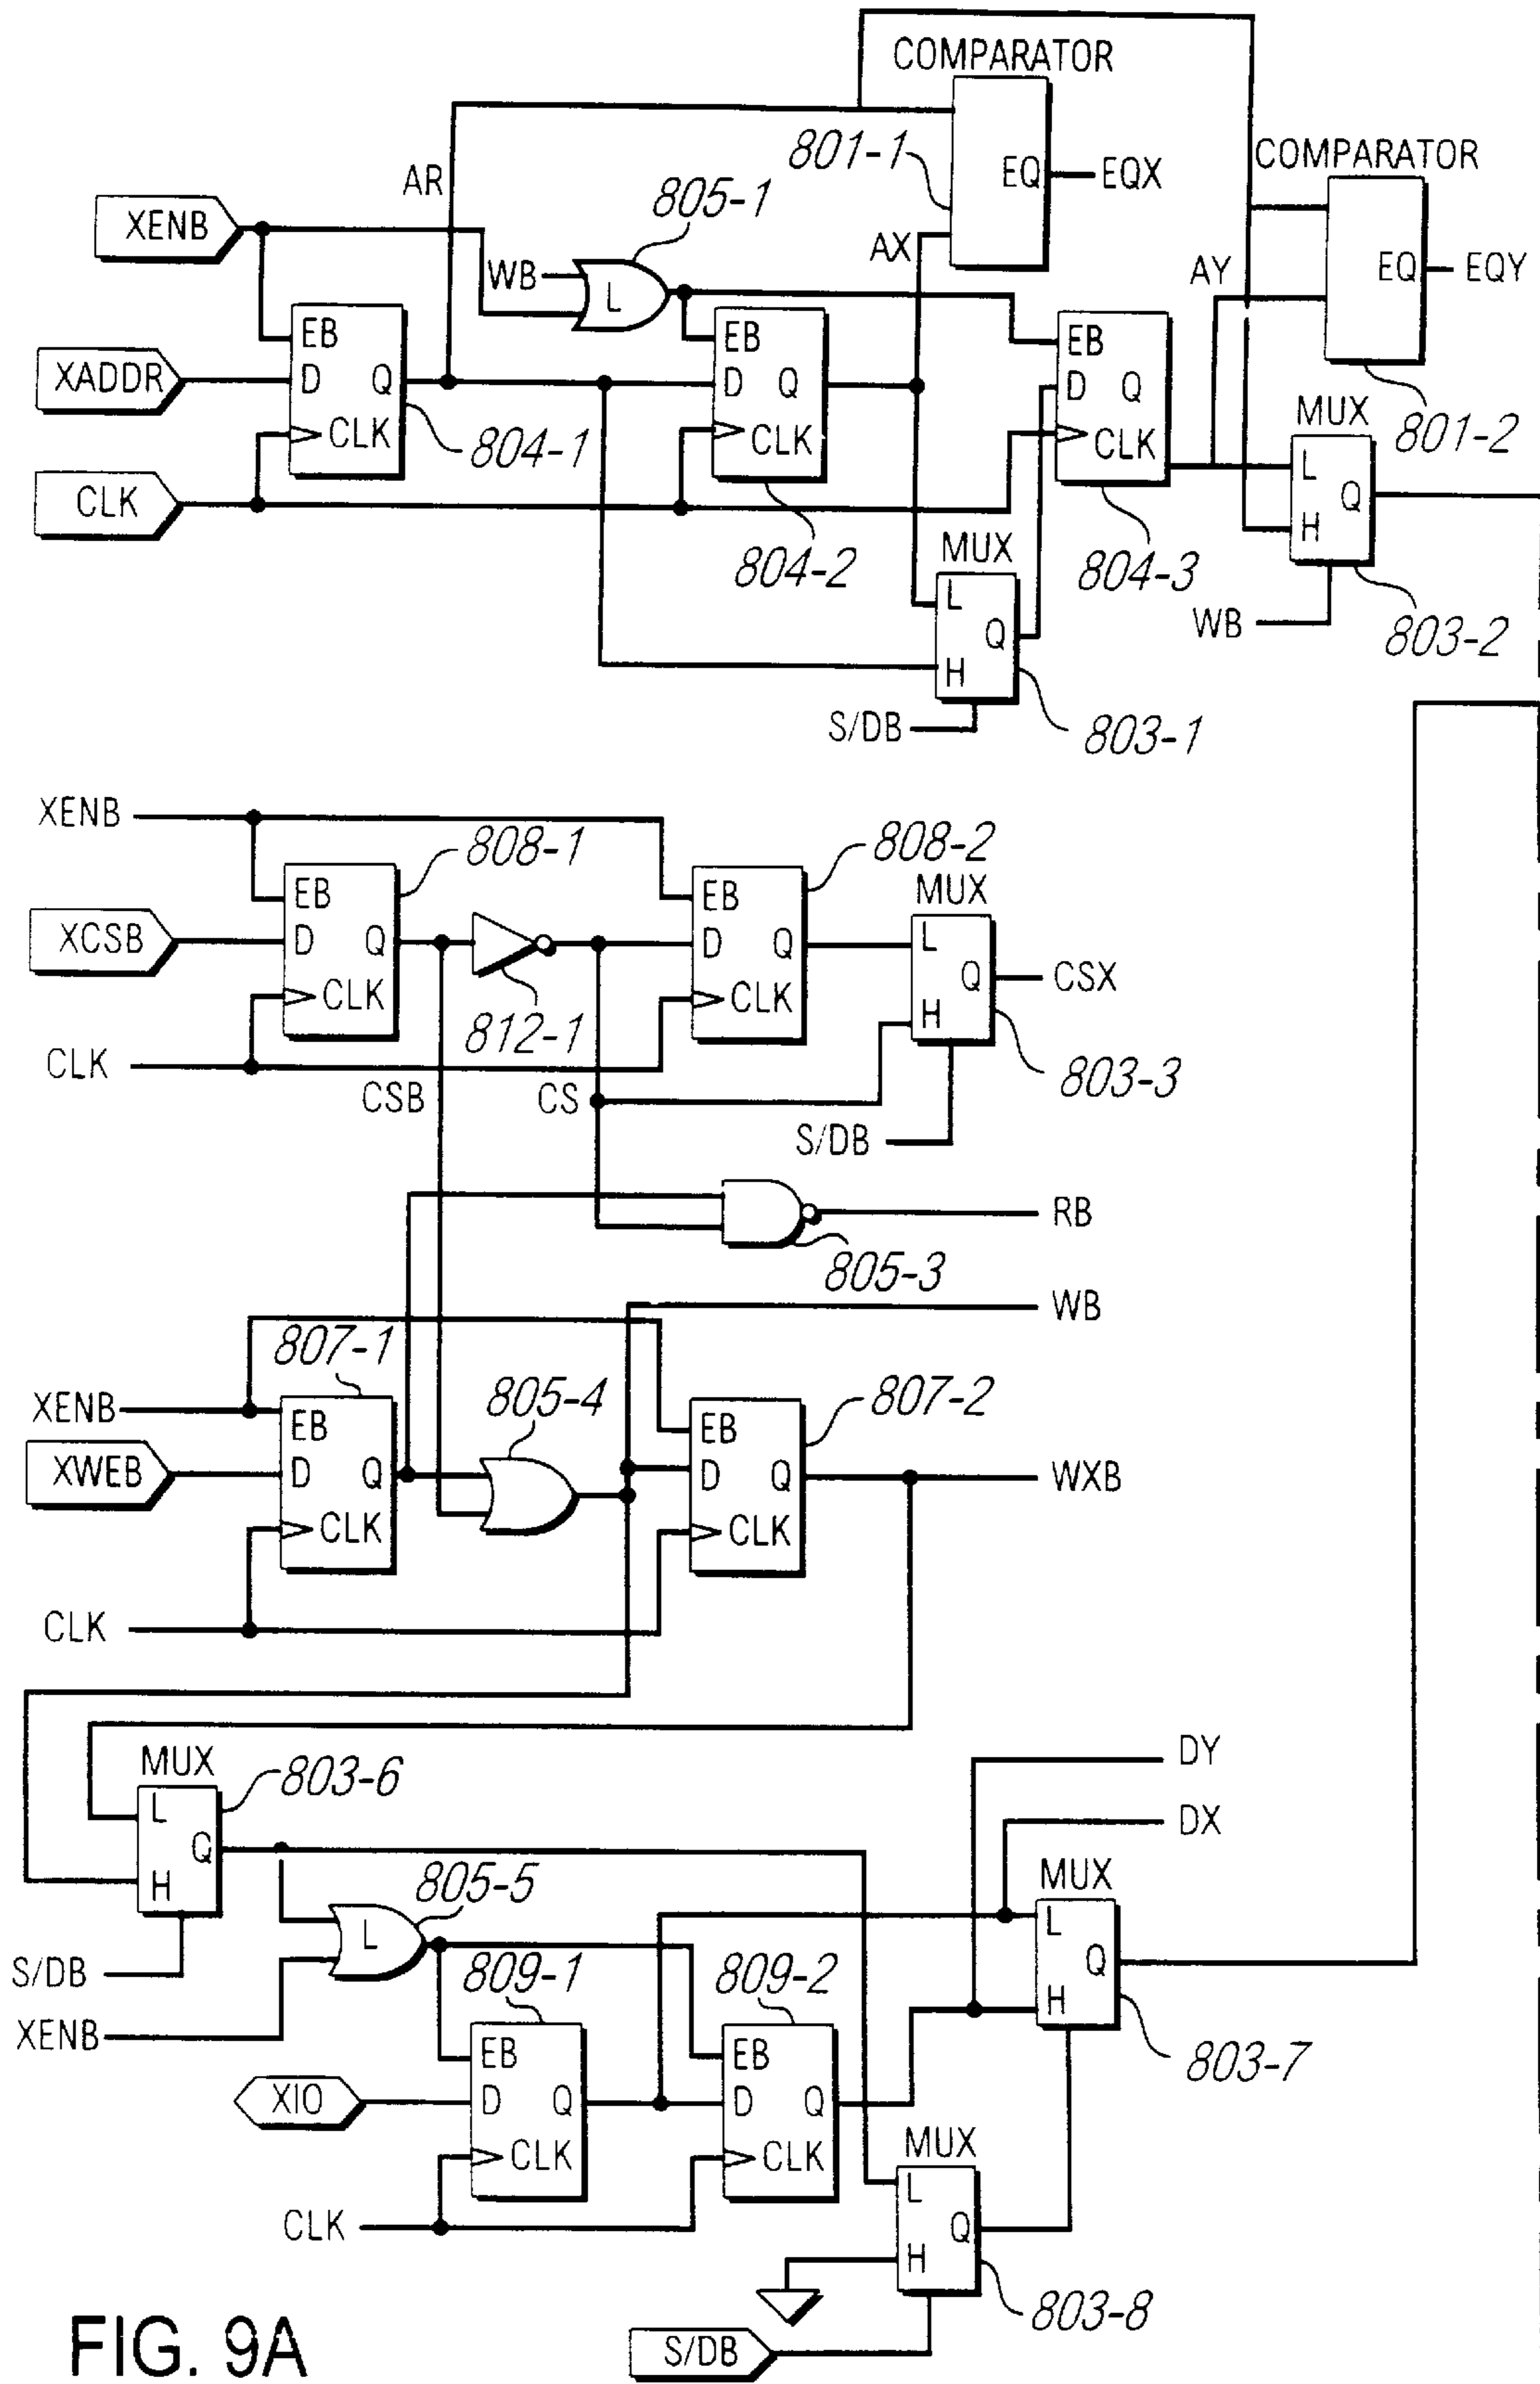 COMPARATOR
801-1
EQ
EQX
COMPARATOR
AR
805-1
XENB
WB
L
AX
AY
EQ
EQY
EB
XADDR
D
Q
CLK
804-1
EB
D
Q
CLK
EB
D
Q
CLK
MUX
801-2
CLK
804-2
MUX
804-3
L
Q
H
L
Q
H
WB
803-2
S/DB
803-1
XENB
808-1
808-2
MUX
EB
XCSB
D
Q
CLK
812-1
EB
D
Q
CLK
L
Q
H
CSX
CLK
CSB
CS
803-3
S/DB
RB
805-3
WB
807-1
XENB
805-4
807-2
EB
XWEB
D
Q
CLK
EB
D
Q
CLK
WXB
CLK
MUX
803-6
DY
L
Q
H
DX
MUX
805-5
L
L
Q
H
S/DB
809-1
809-2
XENB
EB
XIO
D
Q
CLK
EB
D
Q
CLK
803-7
MUX
CLK
L
Q
H
803-8
S/DB
FIG. 9A